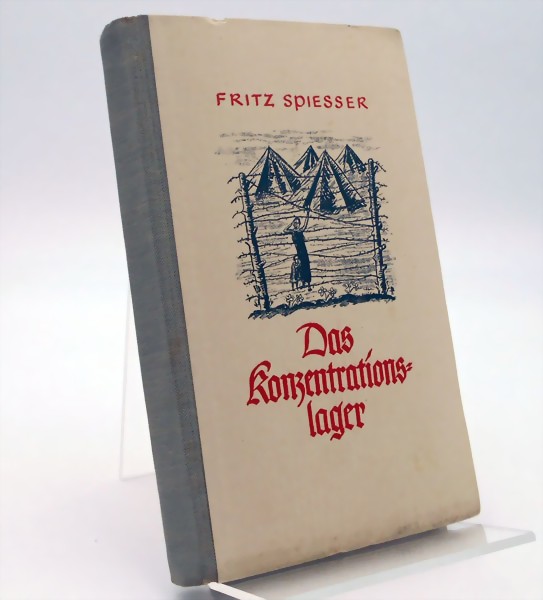 FRITZ SPIESSER
Das
Konzentrations-
lager